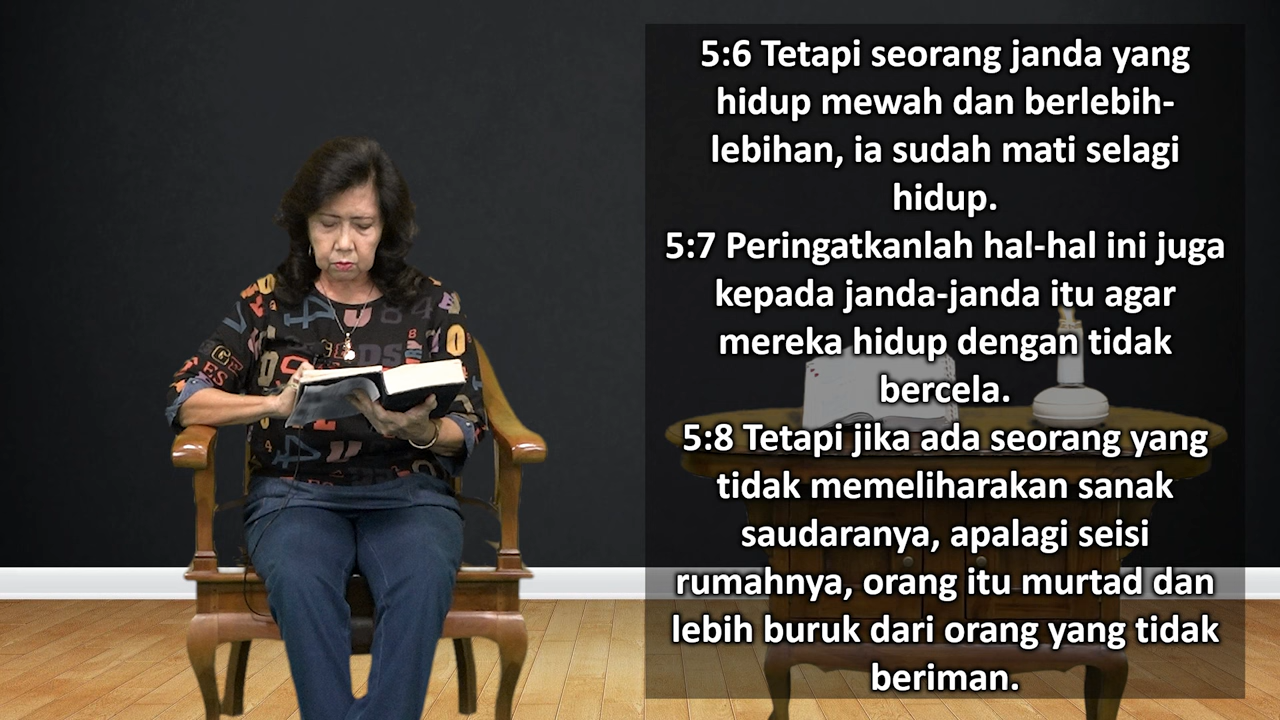 5:6 Tetapi seorang janda yang
hidup mewah dan berlebih-
lebihan, ia sudah mati selagi
hidup.
5:7 Peringatkanlah hal-hal ini juga
kepada janda-janda itu agar
mereka hidup dengan tidak
bercela.
5:8 Tetapi jika ada seorang yang
tidak memeliharakan sanak
saudaranya, apalagi seisi
rumahnya, orang itu murtad dan
lebih buruk dari orang yang tidak
beriman.